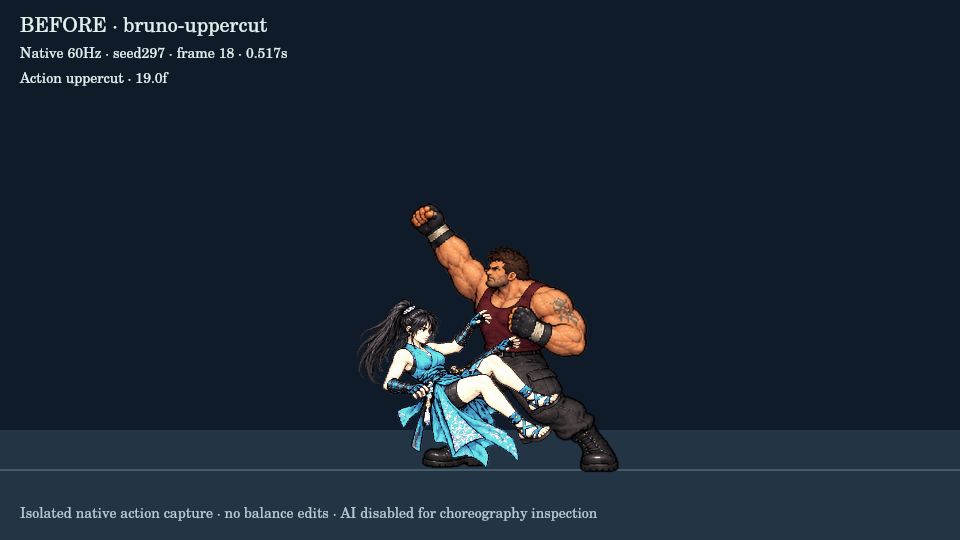 BEFORE · bruno-uppercut
Native 60Hz · seed297 · frame 18 · 0.517s
Action uppercut · 19.0f
Isolated native action capture · no balance edits · AI disabled for choreography inspection